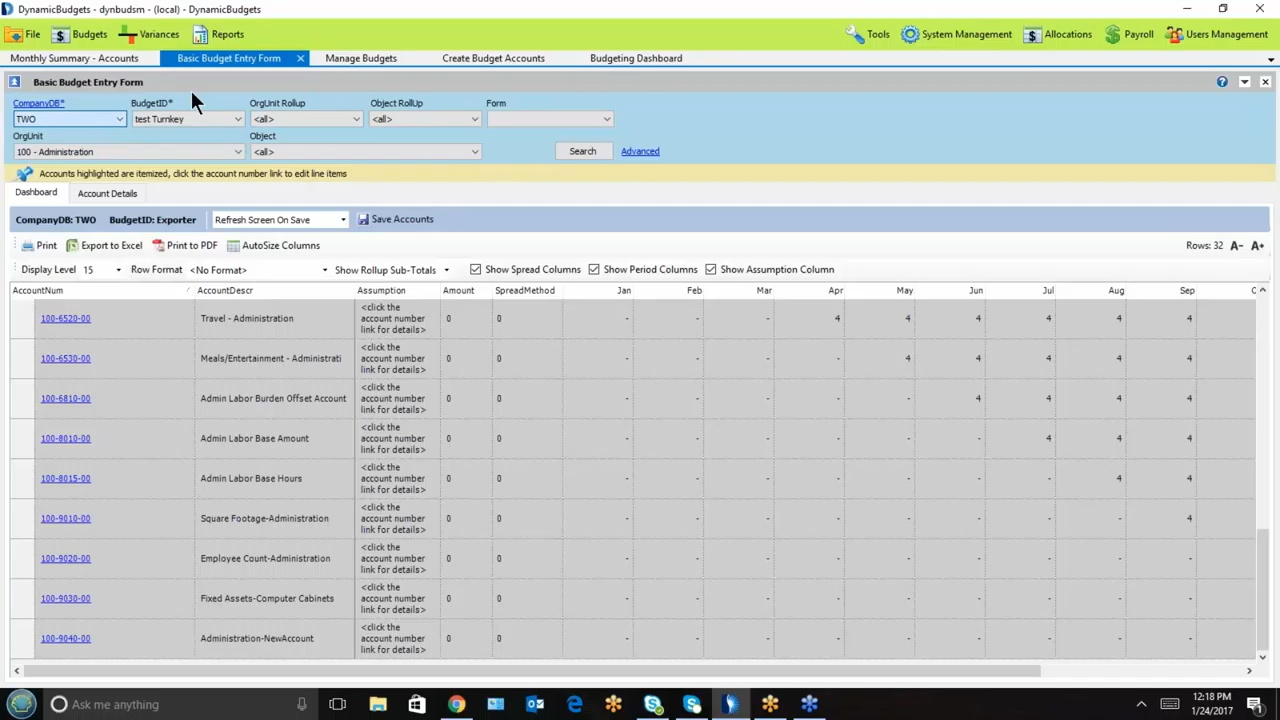 DynamicBudgets - dynbudsm - (local) - DynamicBudgets
File Budgets Variances Reports Tools System Management Allocations Payroll Users Management
Monthly Summary - Accounts Basic Budget Entry Form Manage Budgets Create Budget Accounts Budgeting Dashboard
Basic Budget Entry Form
CompanyDB* BudgetID* OrgUnit Rollup Object RollUp Form
TWO test Turnkey <all> <all>
OrgUnit Object
100 - Administration <all> Search Advanced
Accounts highlighted are itemized, click the account number link to edit line items
Dashboard Account Details
CompanyDB: TWO BudgetID: Exporter Refresh Screen On Save Save Accounts
Print Export to Excel Print to PDF AutoSize Columns Rows: 32 A- A+
Display Level 15 Row Format <No Format> Show Rollup Sub-Totals Show Spread Columns Show Period Columns Show Assumption Column
AccountNum AccountDescr Assumption Amount SpreadMethod Jan Feb Mar Apr May Jun Jul Aug Sep
<click the
100-6520-00 Travel - Administration account number 0 0 - - - 4 4 4 4 4 4
link for details>
<click the
100-6530-00 Meals/Entertainment - Administrati account number 0 0 - - - - 4 4 4 4 4
link for details>
<click the
100-6810-00 Admin Labor Burden Offset Account account number 0 0 - - - - - 4 4 4 4
link for details>
<click the
100-8010-00 Admin Labor Base Amount account number 0 0 - - - - - - 4 4 4
link for details>
<click the
100-8015-00 Admin Labor Base Hours account number 0 0 - - - - - - - 4 4
link for details>
<click the
100-9010-00 Square Footage-Administration account number 0 0 - - - - - - - - 4
link for details>
<click the
100-9020-00 Employee Count-Administration account number 0 0 - - - - - - - - -
link for details>
<click the
100-9030-00 Fixed Assets-Computer Cabinets account number 0 0 - - - - - - - - -
link for details>
<click the
100-9040-00 Administration-NewAccount account number 0 0 - - - - - - - - -
link for details>
Ask me anything
12:18 PM
1/24/2017